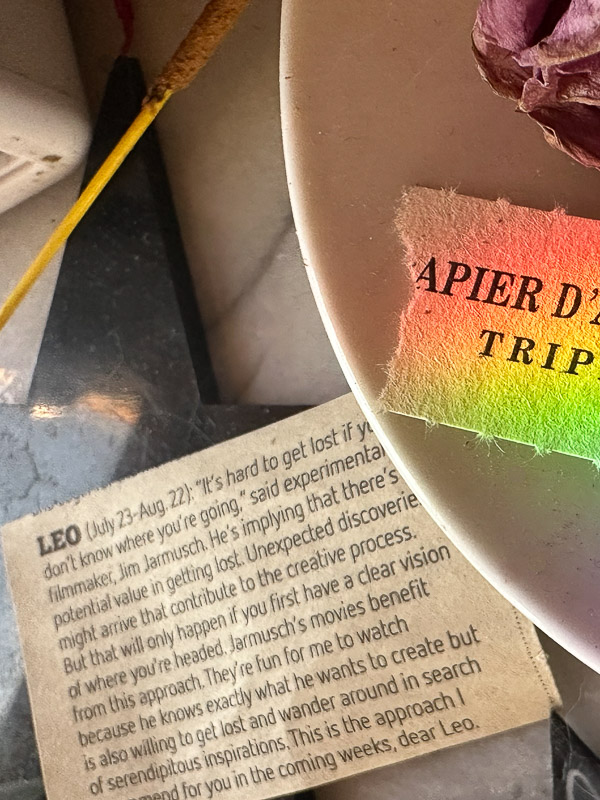 APIER D'
TRIP
LEO (July 23-Aug. 22): "It's hard to get lost if
don't know where you're going," said experimental
filmmaker, Jim Jarmusch. He's implying that there's
potential value in getting lost. Unexpected discoverie
might arrive that contribute to the creative process.
But that will only happen if you first have a clear vision
of where you're headed. Jarmusch's movies benefit
from this approach. They're fun for me to watch
because he knows exactly what he wants to create but
is also willing to get lost and wander around in search
of serendipitous inspirations. This is the approach I
mend for you in the coming weeks, dear Leo.